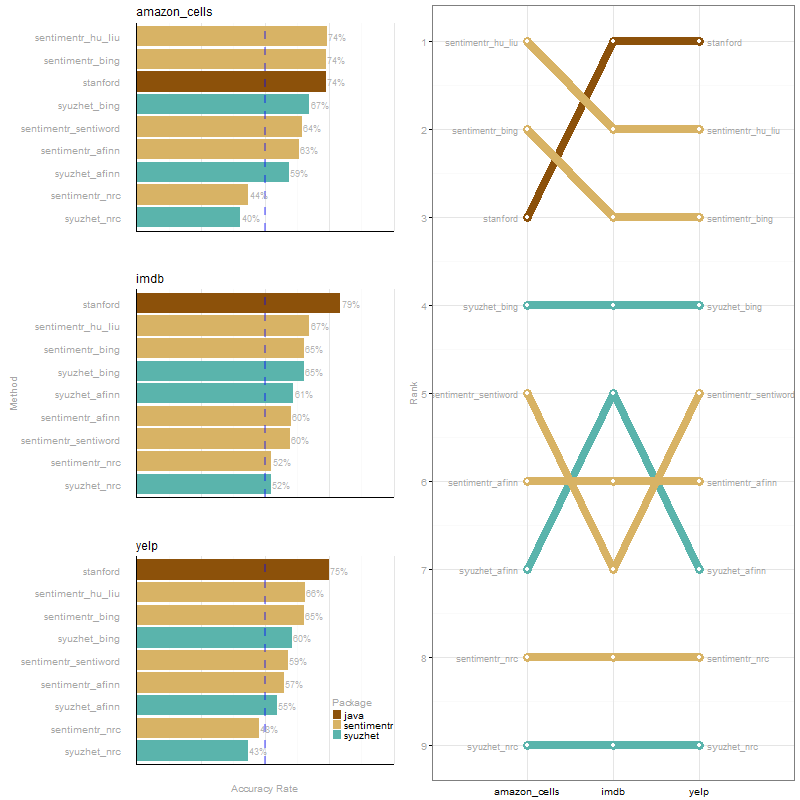 amazon_cells
sentimentr_hu_liu 74%
sentimentr_bing 74%
stanford 74%
syuzhet_bing 67%
sentimentr_sentiword 64%
sentimentr_afinn 63%
syuzhet_afinn 59%
sentimentr_nrc 44%
syuzhet_nrc 40%
imdb
stanford 79%
sentimentr_hu_liu 67%
sentimentr_bing 65%
syuzhet_bing 65%
syuzhet_afinn 61%
sentimentr_afinn 60%
sentimentr_sentiword 60%
sentimentr_nrc 52%
syuzhet_nrc 52%
yelp
stanford 75%
sentimentr_hu_liu 66%
sentimentr_bing 65%
syuzhet_bing 60%
sentimentr_sentiword 59%
sentimentr_afinn 57%
syuzhet_afinn 55%
sentimentr_nrc 48%
syuzhet_nrc 43%
Method
Accuracy Rate
Package
java
sentimentr
syuzhet
Rank
1 sentimentr_hu_liu stanford
2 sentimentr_bing sentimentr_hu_liu
3 stanford sentimentr_bing
4 syuzhet_bing syuzhet_bing
5 sentimentr_sentiword sentimentr_sentiword
6 sentimentr_afinn sentimentr_afinn
7 syuzhet_afinn syuzhet_afinn
8 sentimentr_nrc sentimentr_nrc
9 syuzhet_nrc syuzhet_nrc
amazon_cells imdb yelp